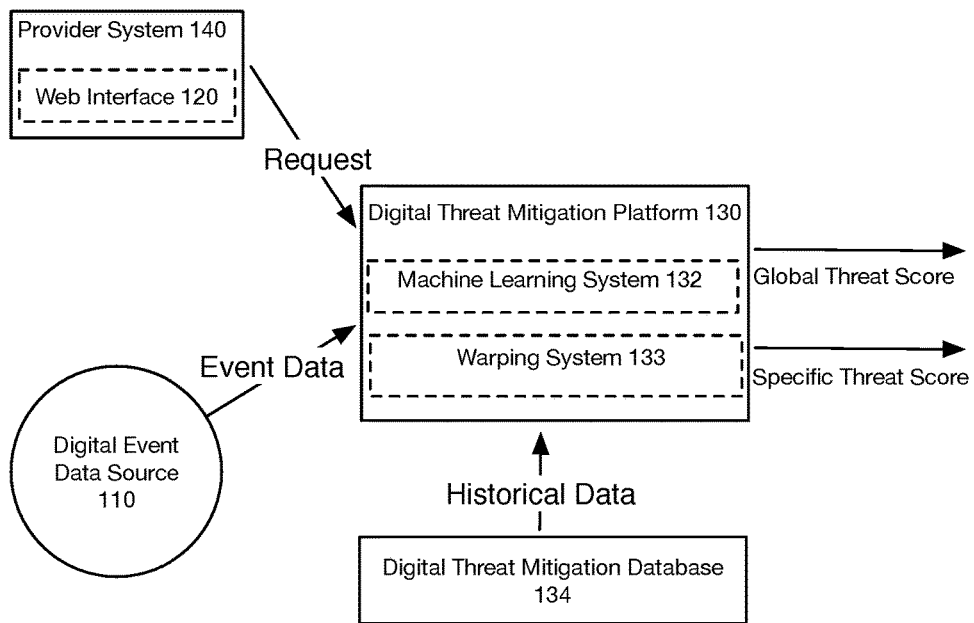 Provider System 140
Web Interface 120
Request
Digital Threat Mitigation Platform 130
Machine Learning System 132
Global Threat Score
Warping System 133
Event Data
Specific Threat Score
Digital Event
Data Source
110
Historical Data
Digital Threat Mitigation Database
134